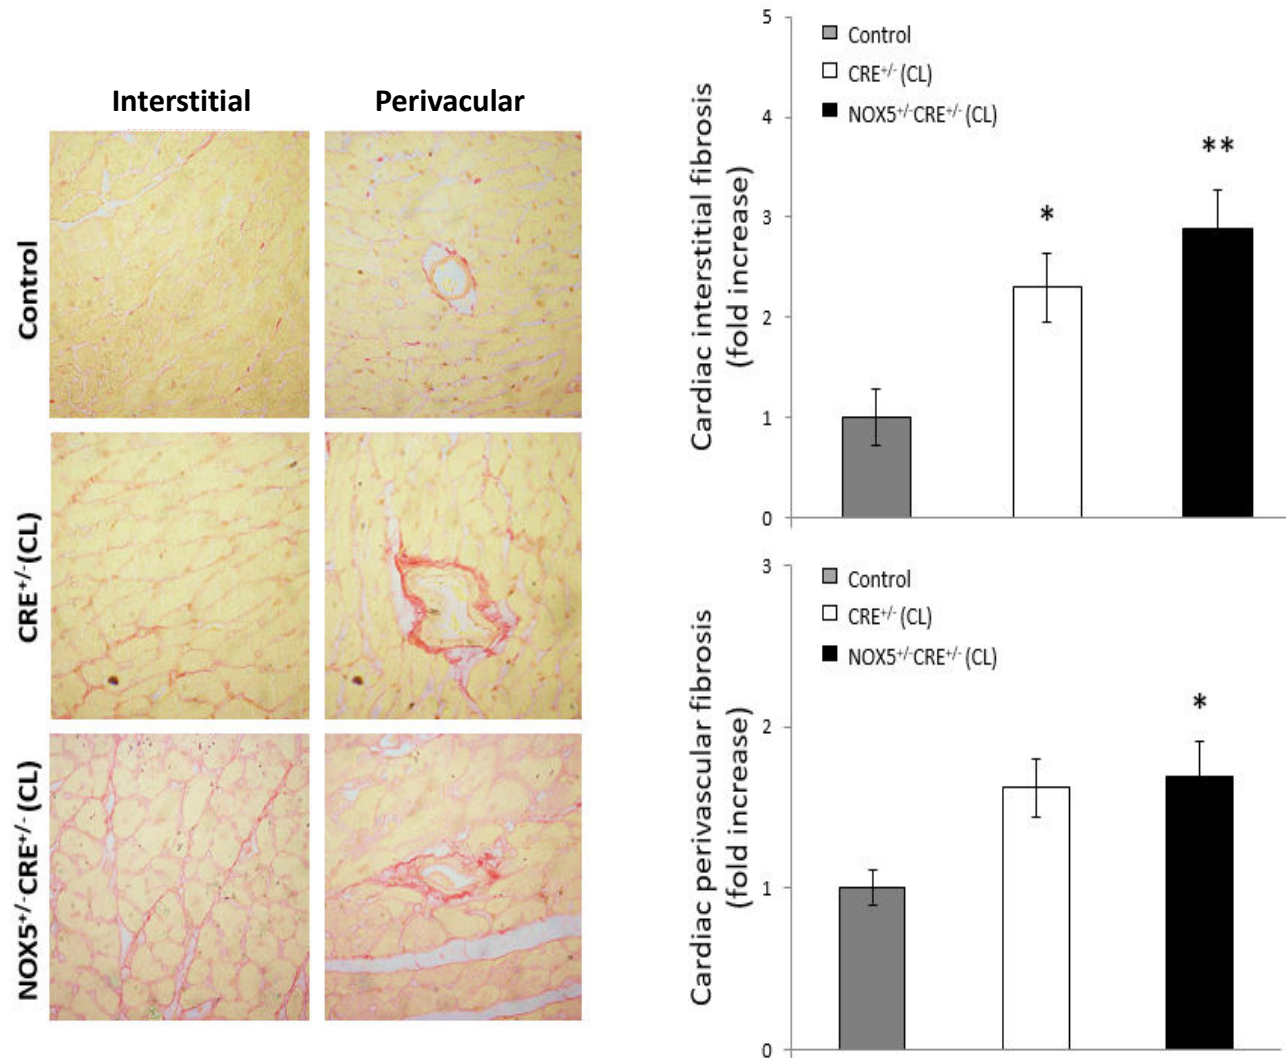 Interstitial
Perivacular
Control
CRE+/-(CL)
NOX5+/-CRE+/-(CL)
Cardiac interstitial fibrosis
(fold increase)
5
4
3
2
1
0
Control
CRE+/-(CL)
NOX5+/-CRE+/-(CL)
*
**
Cardiac perivascular fibrosis
(fold increase)
3
2
1
0
Control
CRE+/-(CL)
NOX5+/-CRE+/-(CL)
*